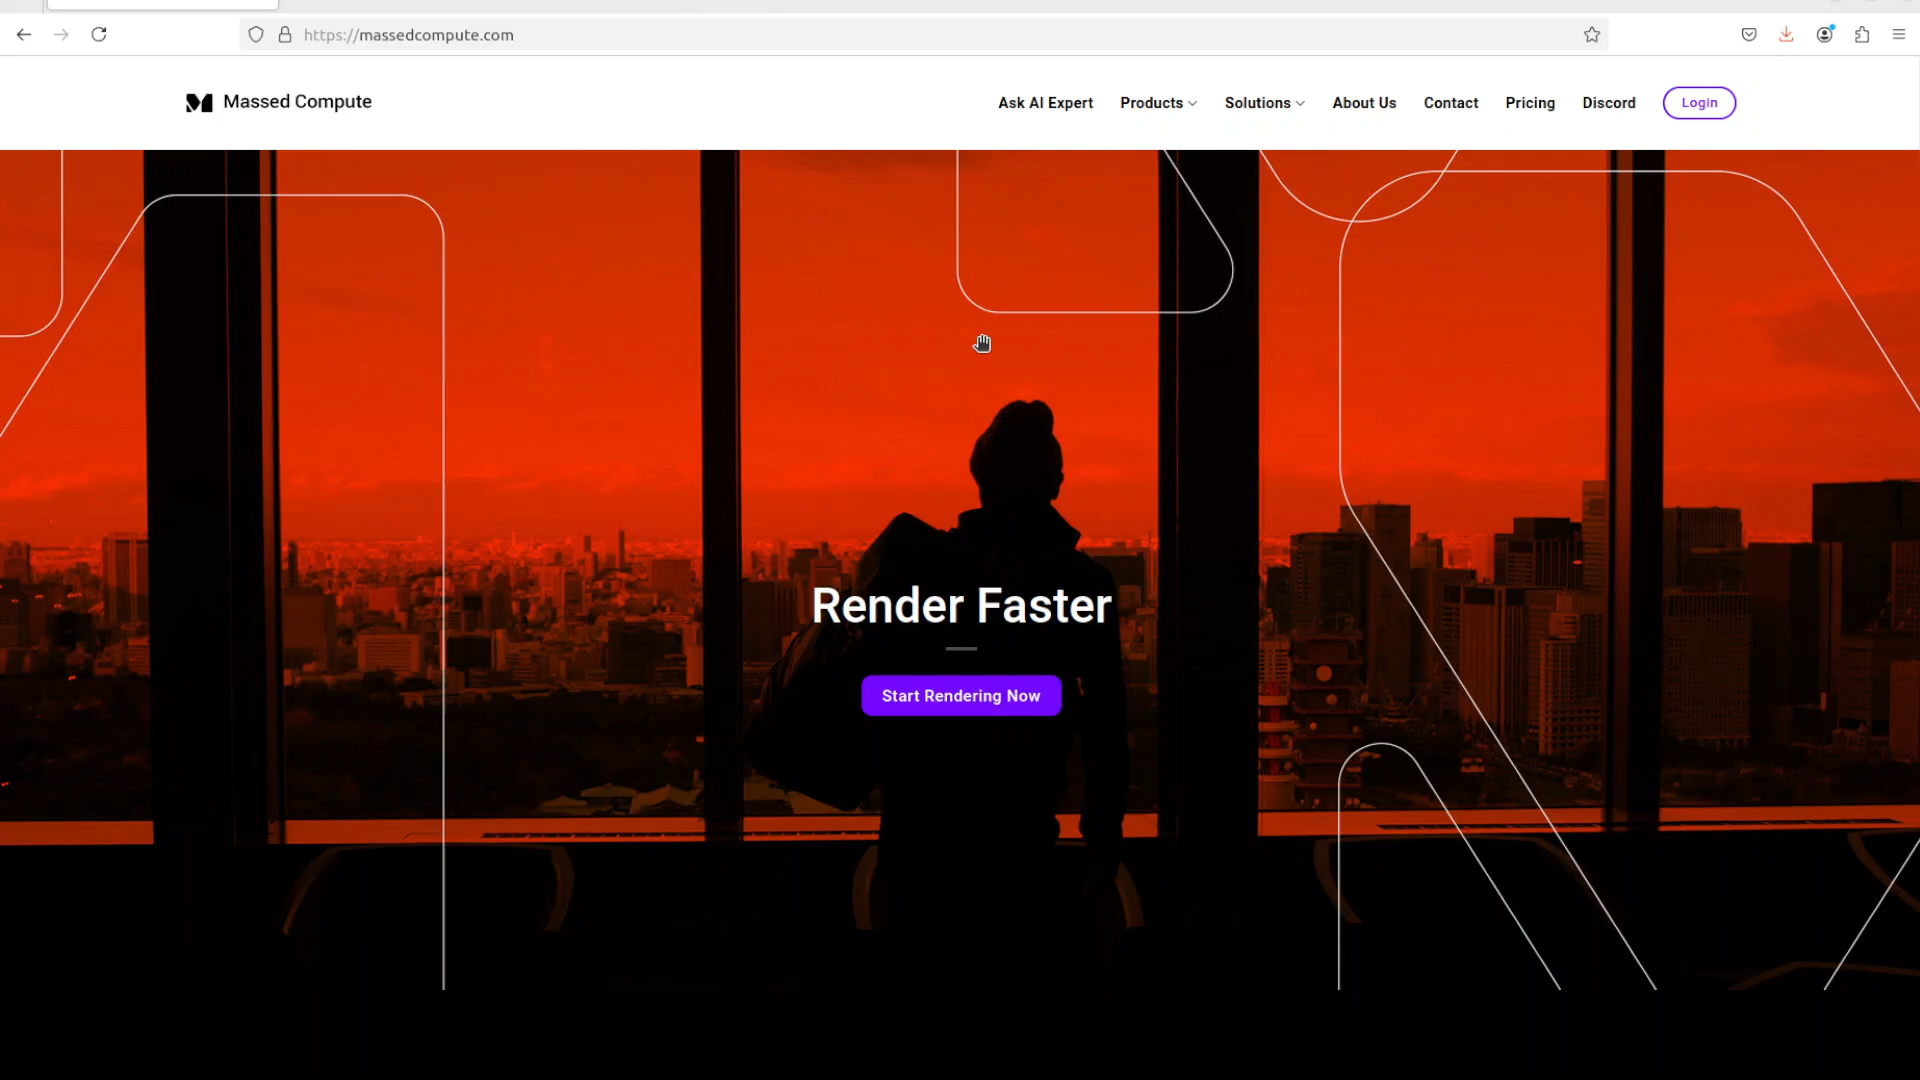 https://massedcompute.com
Massed Compute
Ask AI Expert
Products
Solutions
About Us
Contact
Pricing
Discord
Login
Render Faster
Start Rendering Now